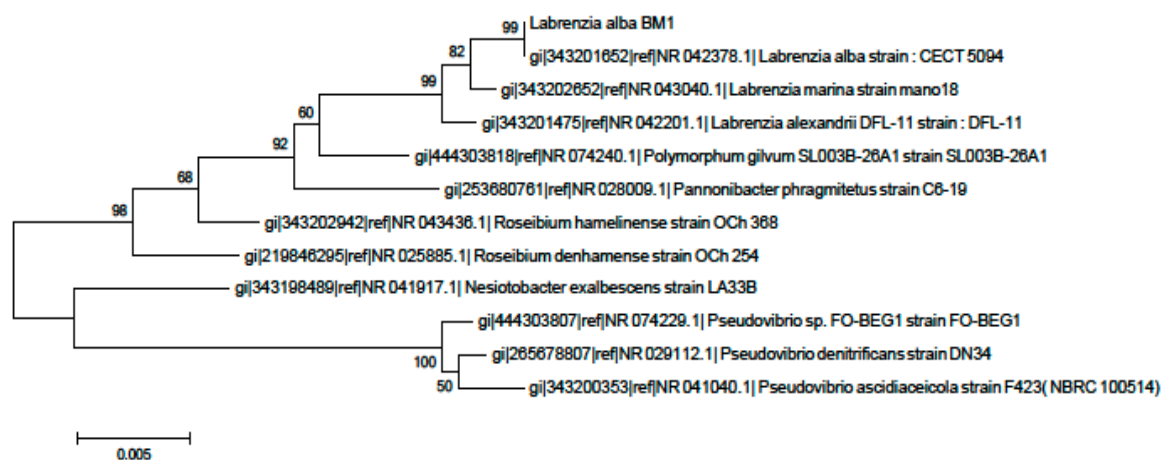 99
Labrenzia alba BM1
gi|343201652|ref|NR 042378.1| Labrenzia alba strain : CECT 5094
82
gi|343202652|ref|NR 043040.1| Labrenzia marina strain mano18
99
gi|343201475|ref|NR 042201.1| Labrenzia alexandrii DFL-11 strain : DFL-11
60
gi|444303818|ref|NR 074240.1| Polymorphum gilvum SL003B-26A1 strain SL003B-26A1
92
gi|253680761|ref|NR 028009.1| Pannonibacter phragmitetus strain C6-19
68
gi|343202942|ref|NR 043436.1| Roseibium hamelinense strain OCh 368
98
gi|219846295|ref|NR 025885.1| Roseibium denhamense strain OCh 254
gi|343198489|ref|NR 041917.1| Nesiotobacter exalbescens strain LA33B
gi|444303807|ref|NR 074229.1| Pseudovibrio sp. FO-BEG1 strain FO-BEG1
100
gi|265678807|ref|NR 029112.1| Pseudovibrio denitrificans strain DN34
50
gi|343200353|ref|NR 041040.1| Pseudovibrio ascidiaceicola strain F423( NBRC 100514)
0.005